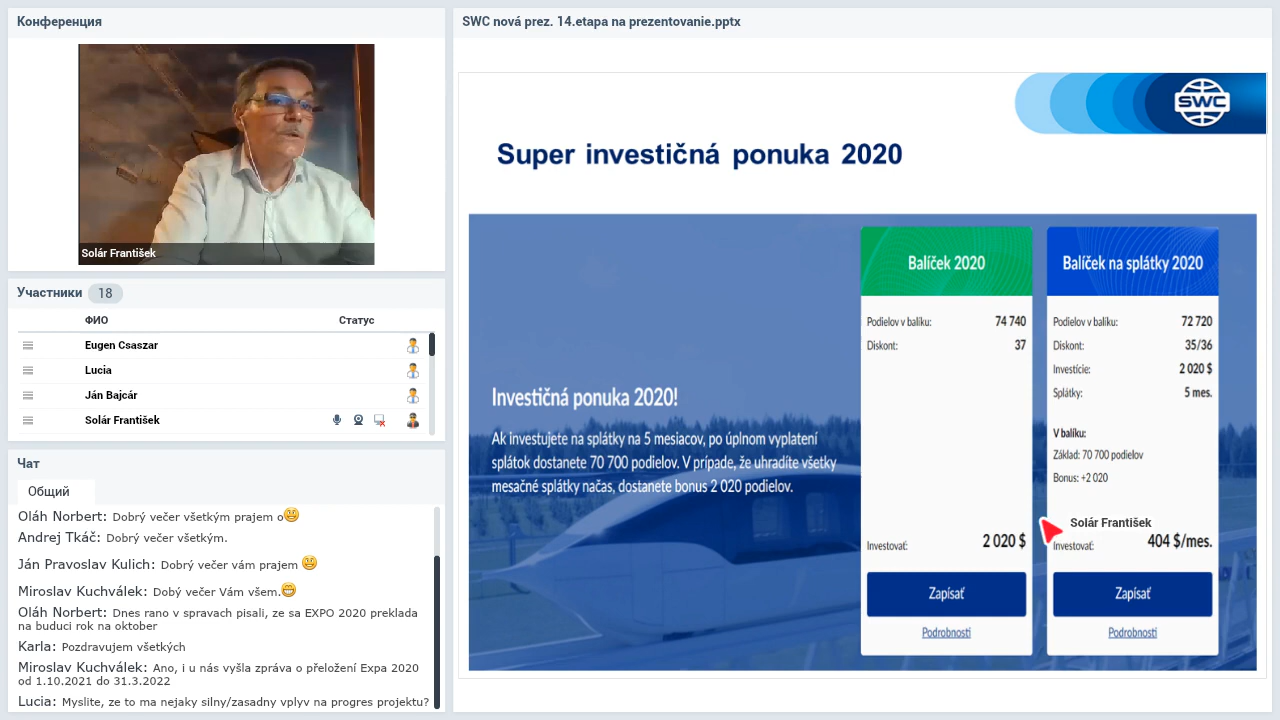 Конференция
Solár František
Участники 18
ФИО Статус
Eugen Csaszar
Lucia
Ján Bajcár
Solár František
Чат
Общий
Oláh Norbert: Dobrý večer všetkým prajem o
Andrej Tkáč: Dobrý večer všetkým.
Ján Pravoslav Kulich: Dobrý večer vám prajem
Miroslav Kuchválek: Dobý večer Vám všem.
Oláh Norbert: Dnes rano v spravach pisali, ze sa EXPO 2020 preklada
na buduci rok na oktober
Karla: Pozdravujem všetkých
Miroslav Kuchválek: Ano, i u nás vyšla zpráva o přeložení Expa 2020
od 1.10.2021 do 31.3.2022
Lucia: Myslite, ze to ma nejaky silny/zasadny vplyv na progres projektu?
SWC nová prez. 14.etapa na prezentovanie.pptx
SWC
Super investičná ponuka 2020
Investičná ponuka 2020!
Ak investujete na splátky na 5 mesiacov, po úplnom vyplatení
splátok dostanete 70 700 podielov. V prípade, že uhradíte všetky
mesačné splátky načas, dostanete bonus 2 020 podielov.
Balíček 2020
Podielov v balíku: 74 740
Diskont: 37
Investovať: 2 020 $
Zapísať
Podrobnosti
Balíček na splátky 2020
Podielov v balíku: 72 720
Diskont: 35/36
Investície: 2 020 $
Splátky: 5 mes.
V balíku:
Základ: 70 700 podielov
Bonus: +2 020
Solár František
Investovať: 404 $/mes.
Zapísať
Podrobnosti